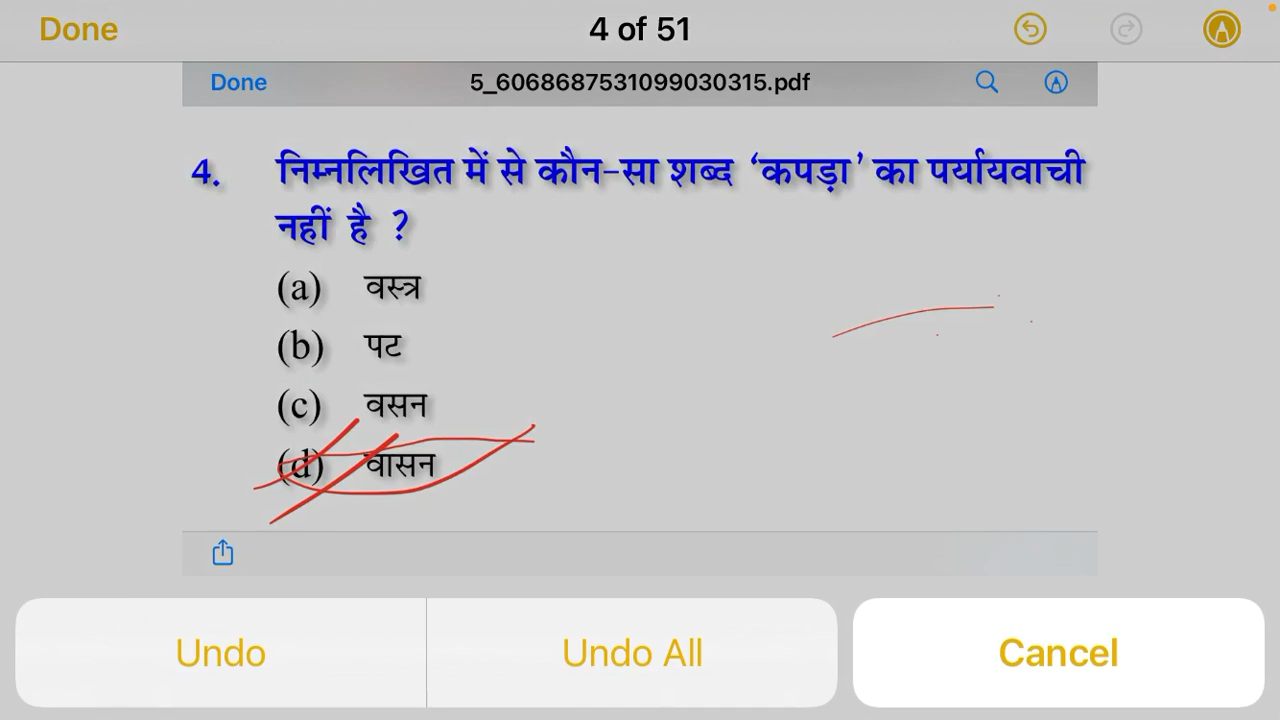 Done 4 of 51
Done 5_6068687531099030315.pdf
4. निम्नलिखित में से कौन-सा शब्द ‘कपड़ा’ का पर्यायवाची
नहीं है ?
(a) वस्त्र
(b) पट
(c) वसन
(d) वासन
Undo Undo All Cancel